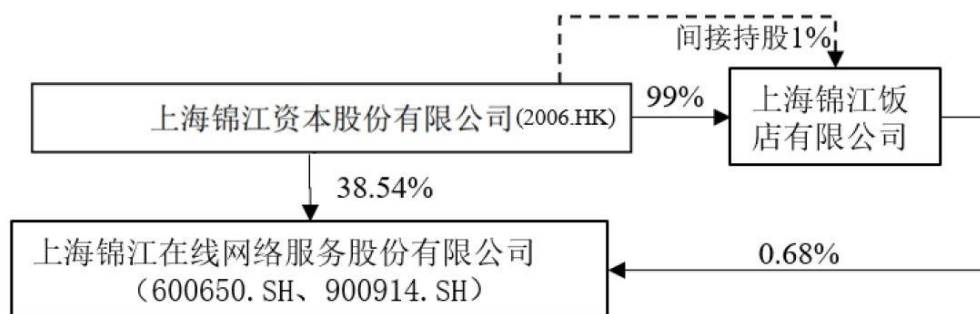 间接持股1%
上海锦江资本股份有限公司(2006.HK)
99%
上海锦江饭
店有限公司
38.54%
上海锦江在线网络服务股份有限公司
（600650.SH、900914.SH）
0.68%